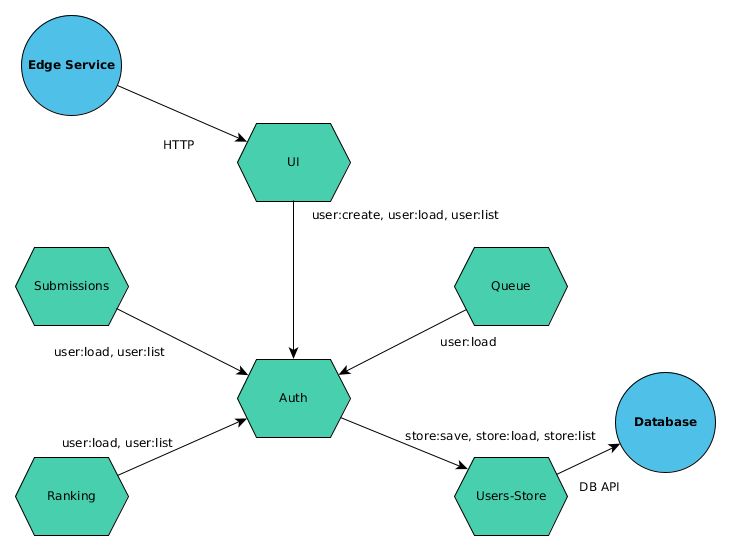 Edge Service
HTTP
UI
user:create, user:load, user:list
Submissions
Queue
user:load, user:list
user:load
Auth
Database
user:load, user:list
store:save, store:load, store:list
Ranking
Users-Store
DB API